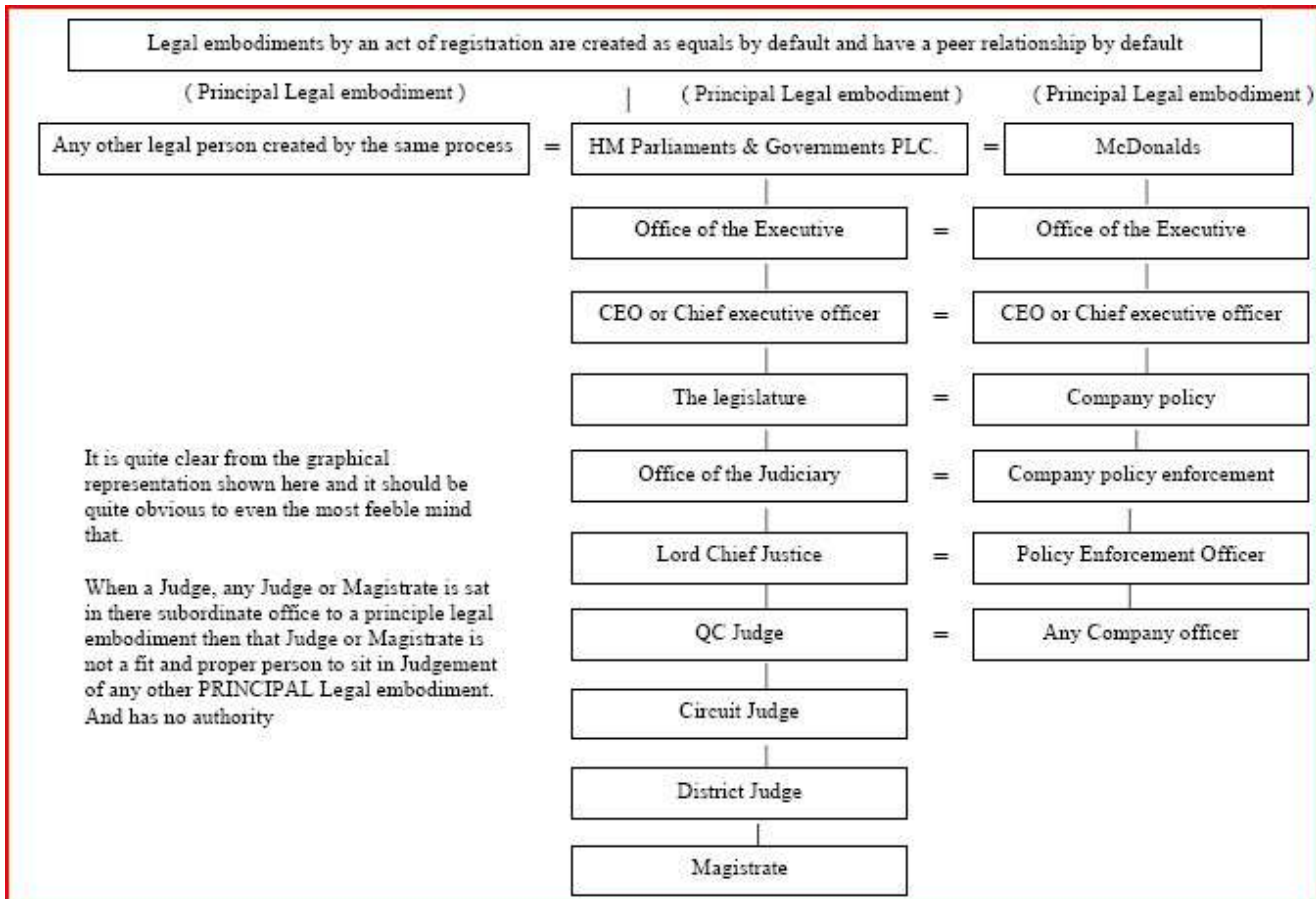 Legal embodiments by an act of registration are created as equals by default and have a peer relationship by default
( Principal Legal embodiment )
( Principal Legal embodiment )
( Principal Legal embodiment )
Any other legal person created by the same process
=
HM Parliaments & Governments PLC.
=
McDonalds
Office of the Executive
=
Office of the Executive
CEO or Chief executive officer
=
CEO or Chief executive officer
The legislature
=
Company policy
Office of the Judiciary
=
Company policy enforcement
Lord Chief Justice
=
Policy Enforcement Officer
QC Judge
=
Any Company officer
Circuit Judge
District Judge
Magistrate
It is quite clear from the graphical
representation shown here and it should be
quite obvious to even the most feeble mind
that.
When a Judge, any Judge or Magistrate is sat
in there subordinate office to a principle legal
embodiment then that Judge or Magistrate is
not a fit and proper person to sit in Judgement
of any other PRINCIPAL Legal embodiment.
And has no authority